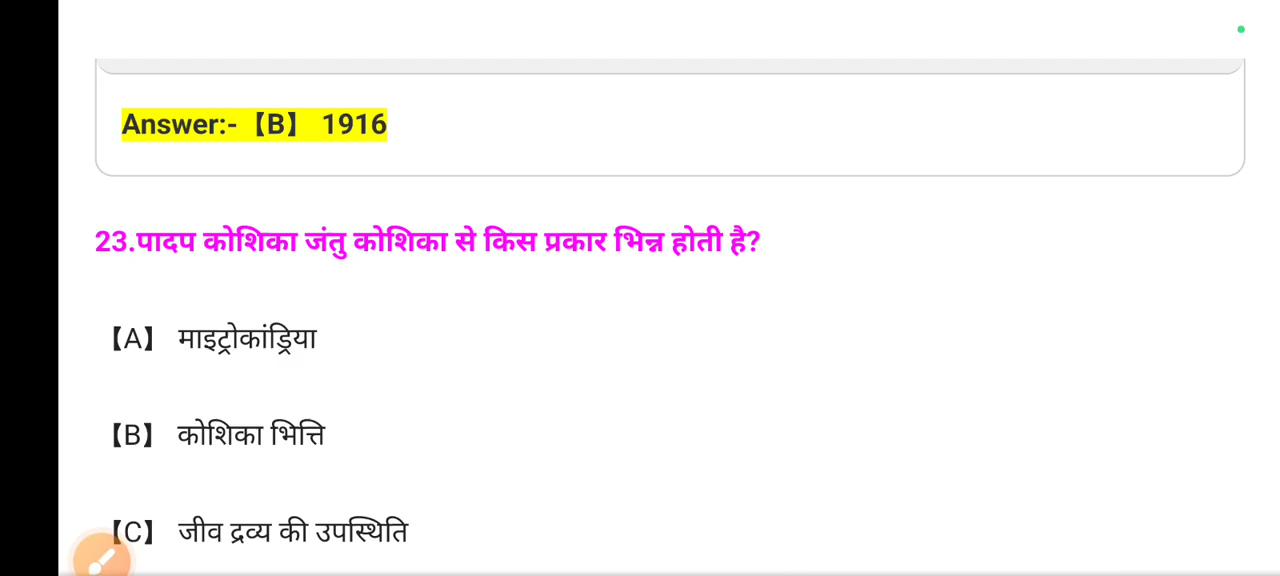 Answer:- 【B】 1916
23.पादप कोशिका जंतु कोशिका से किस प्रकार भिन्न होती है?
【A】 माइट्रोकांड्रिया
【B】 कोशिका भित्ति
【C】 जीव द्रव्य की उपस्थिति